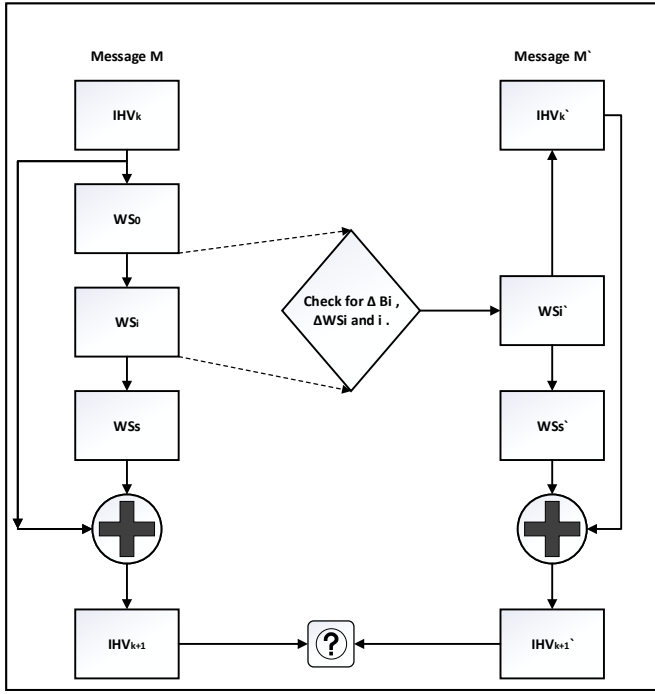 Message M
Message M`
IHVk
IHVk`
WS0
Check for Δ Bi ,
ΔWSi and i .
WSi
WSi`
WSs
WSs`
IHVk+1
?
IHVk+1`